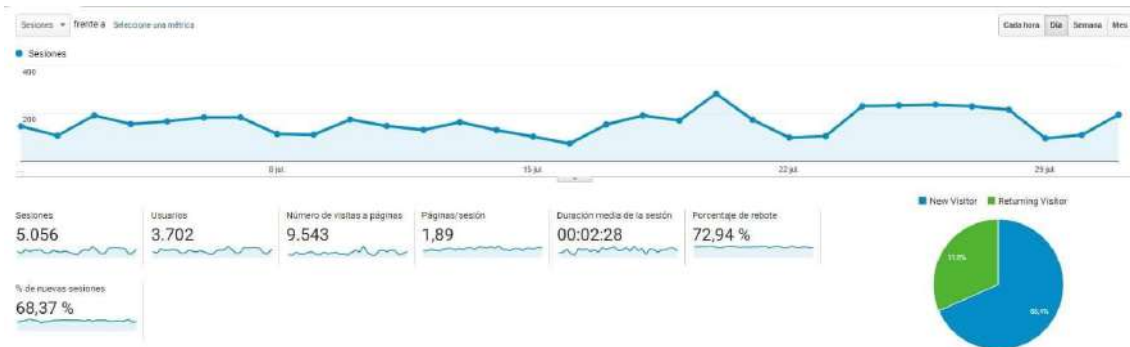 Sesiones frente a Seleccione una métrica
Cada hora Día Semana Mes
Sesiones
400
200
8 jul.
15 jul.
22 jul.
29 jul.
New Visitor Returning Visitor
Sesiones
5.056
Usuarios
3.702
Número de visitas a páginas
9.543
Páginas/sesión
1,89
Duración media de la sesión
00:02:28
Porcentaje de rebote
72,94 %
% de nuevas sesiones
68,37 %